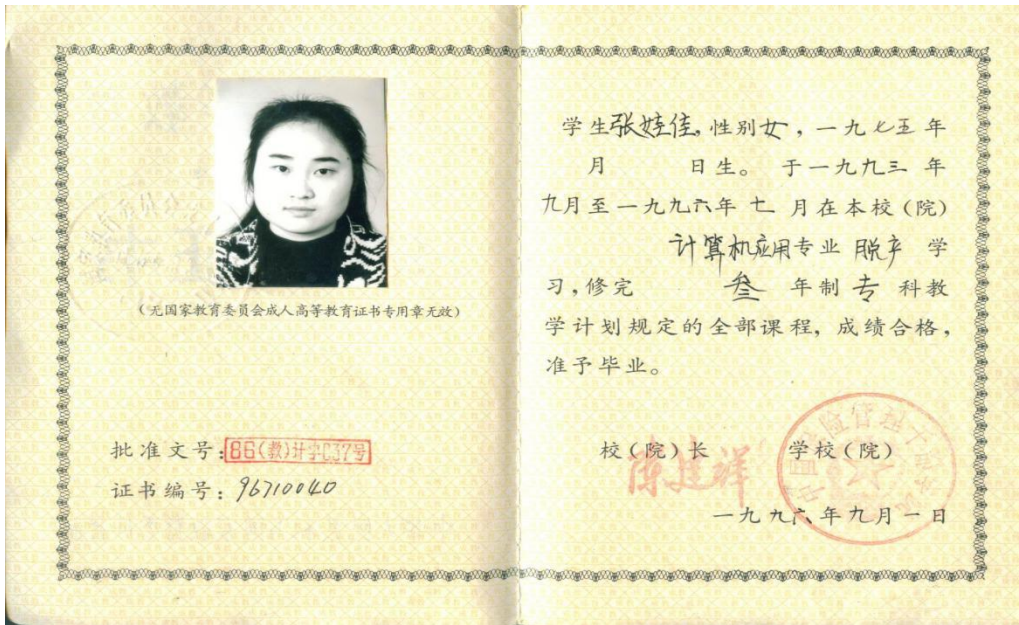 (无国家教育委员会成人高等教育证书专用章无效)
批准文号:86(教)计字037号
证书编号:96710040
学生张婷佳,性别女,一九七五年
月 日生。于一九九三年
九月至一九九六年七月在本校(院)
计算机应用专业 脱产 学
习,修完 叁 年制 专 科教
学计划规定的全部课程,成绩合格,
准予毕业。
校(院)长 学校(院)
陈建祥
一九九六年九月一日